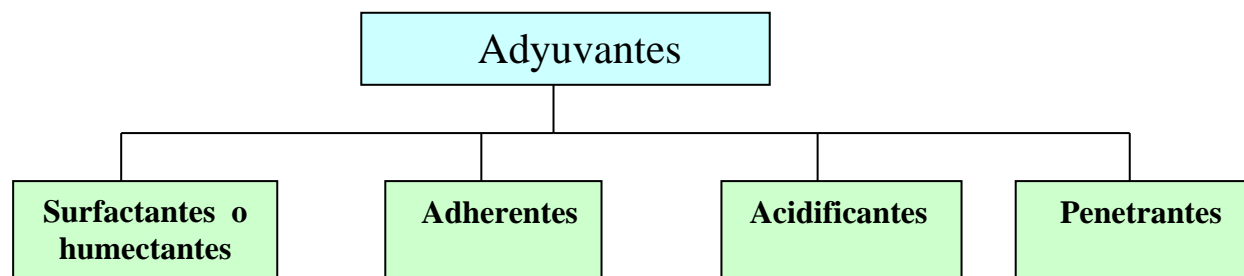 Adyuvantes
Surfactantes o
humectantes
Adherentes
Acidificantes
Penetrantes